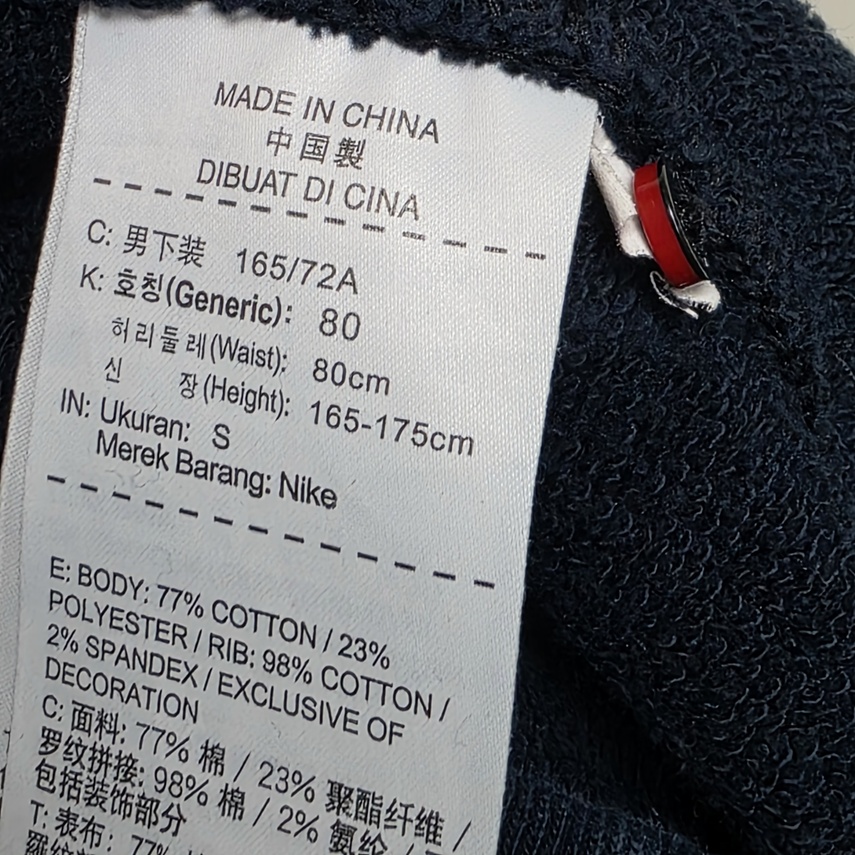 MADE IN CHINA
中国製
DIBUAT DI CINA
C: 男下装 165/72A
K: 호칭(Generic): 80
허리둘레(Waist): 80cm
신 장(Height): 165-175cm
IN: Ukuran: S
Merek Barang: Nike
E: BODY: 77% COTTON / 23%
POLYESTER / RIB: 98% COTTON /
2% SPANDEX / EXCLUSIVE OF
DECORATION
C: 面料: 77% 棉 / 23% 聚酯纤维 /
罗纹拼接: 98% 棉 / 2% 氨纶 /
包括装饰部分
T: 表布: 77%